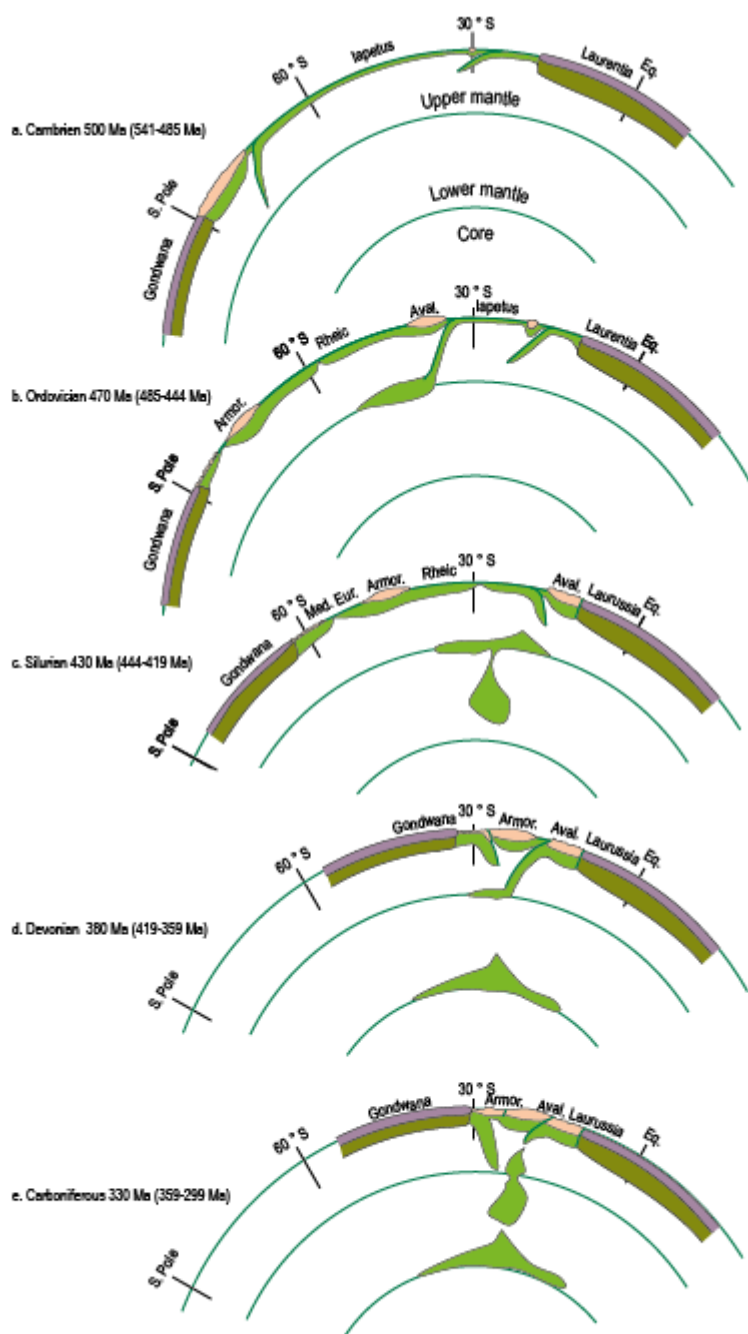 30 ° S
Iapetus
Laurentia
Eq.
60 ° S
Upper mantle
a. Cambrien 500 Ma (541-485 Ma)
S. Pole
Lower mantle
Core
Gondwana
30 ° S
Aval.
Iapetus
Rheic
Laurentia
Eq.
60 ° S
b. Ordovician 470 Ma (485-444 Ma)
Armor.
S. Pole
Gondwana
30 ° S
Rheic
Armor.
Med. Eur.
Aval.
Laurussia
Eq.
60 ° S
Gondwana
c. Silurian 430 Ma (444-419 Ma)
S. Pole
30 ° S
Gondwana
Armor.
Aval.
Laurussia
Eq.
60 ° S
d. Devonian 380 Ma (419-359 Ma)
S. Pole
30 ° S
Gondwana
Armor.
Aval.
Laurussia
Eq.
60 ° S
e. Carboniferous 330 Ma (359-299 Ma)
S. Pole